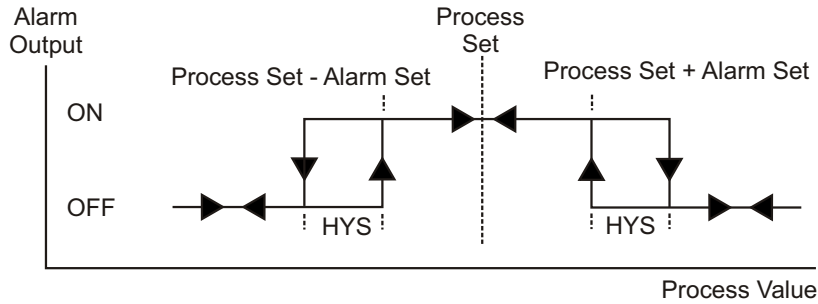 Alarm
Output
Process
Set
Process Set - Alarm Set
Process Set + Alarm Set
ON
OFF
HYS
HYS
Process Value